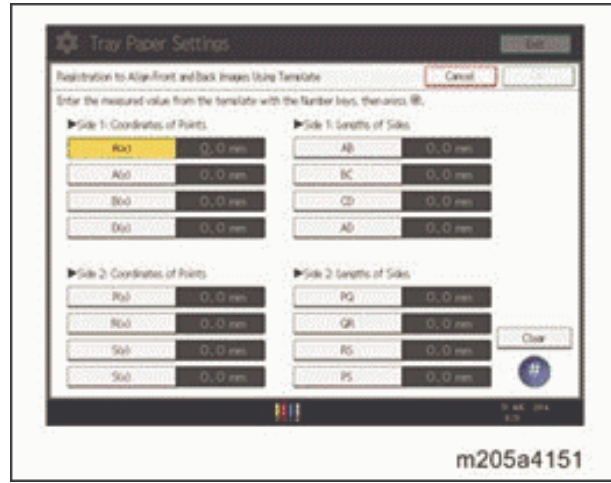 Tray Paper Settings
Exit
Registration to Align Front and Back Images Using Template
Cancel
Enter the measured value from the template with the Number keys, then press
▶Side 1: Coordinates of Points
▶Side 1: Lengths of Sides
0.0 mm
AB 0.0 mm
0.0 mm
BC 0.0 mm
0.0 mm
CD 0.0 mm
0.0 mm
AD 0.0 mm
▶Side 2: Coordinates of Points
▶Side 2: Lengths of Sides
0.0 mm
PQ 0.0 mm
0.0 mm
QR 0.0 mm
0.0 mm
RS 0.0 mm
0.0 mm
PS 0.0 mm
Clear
#
m205a4151